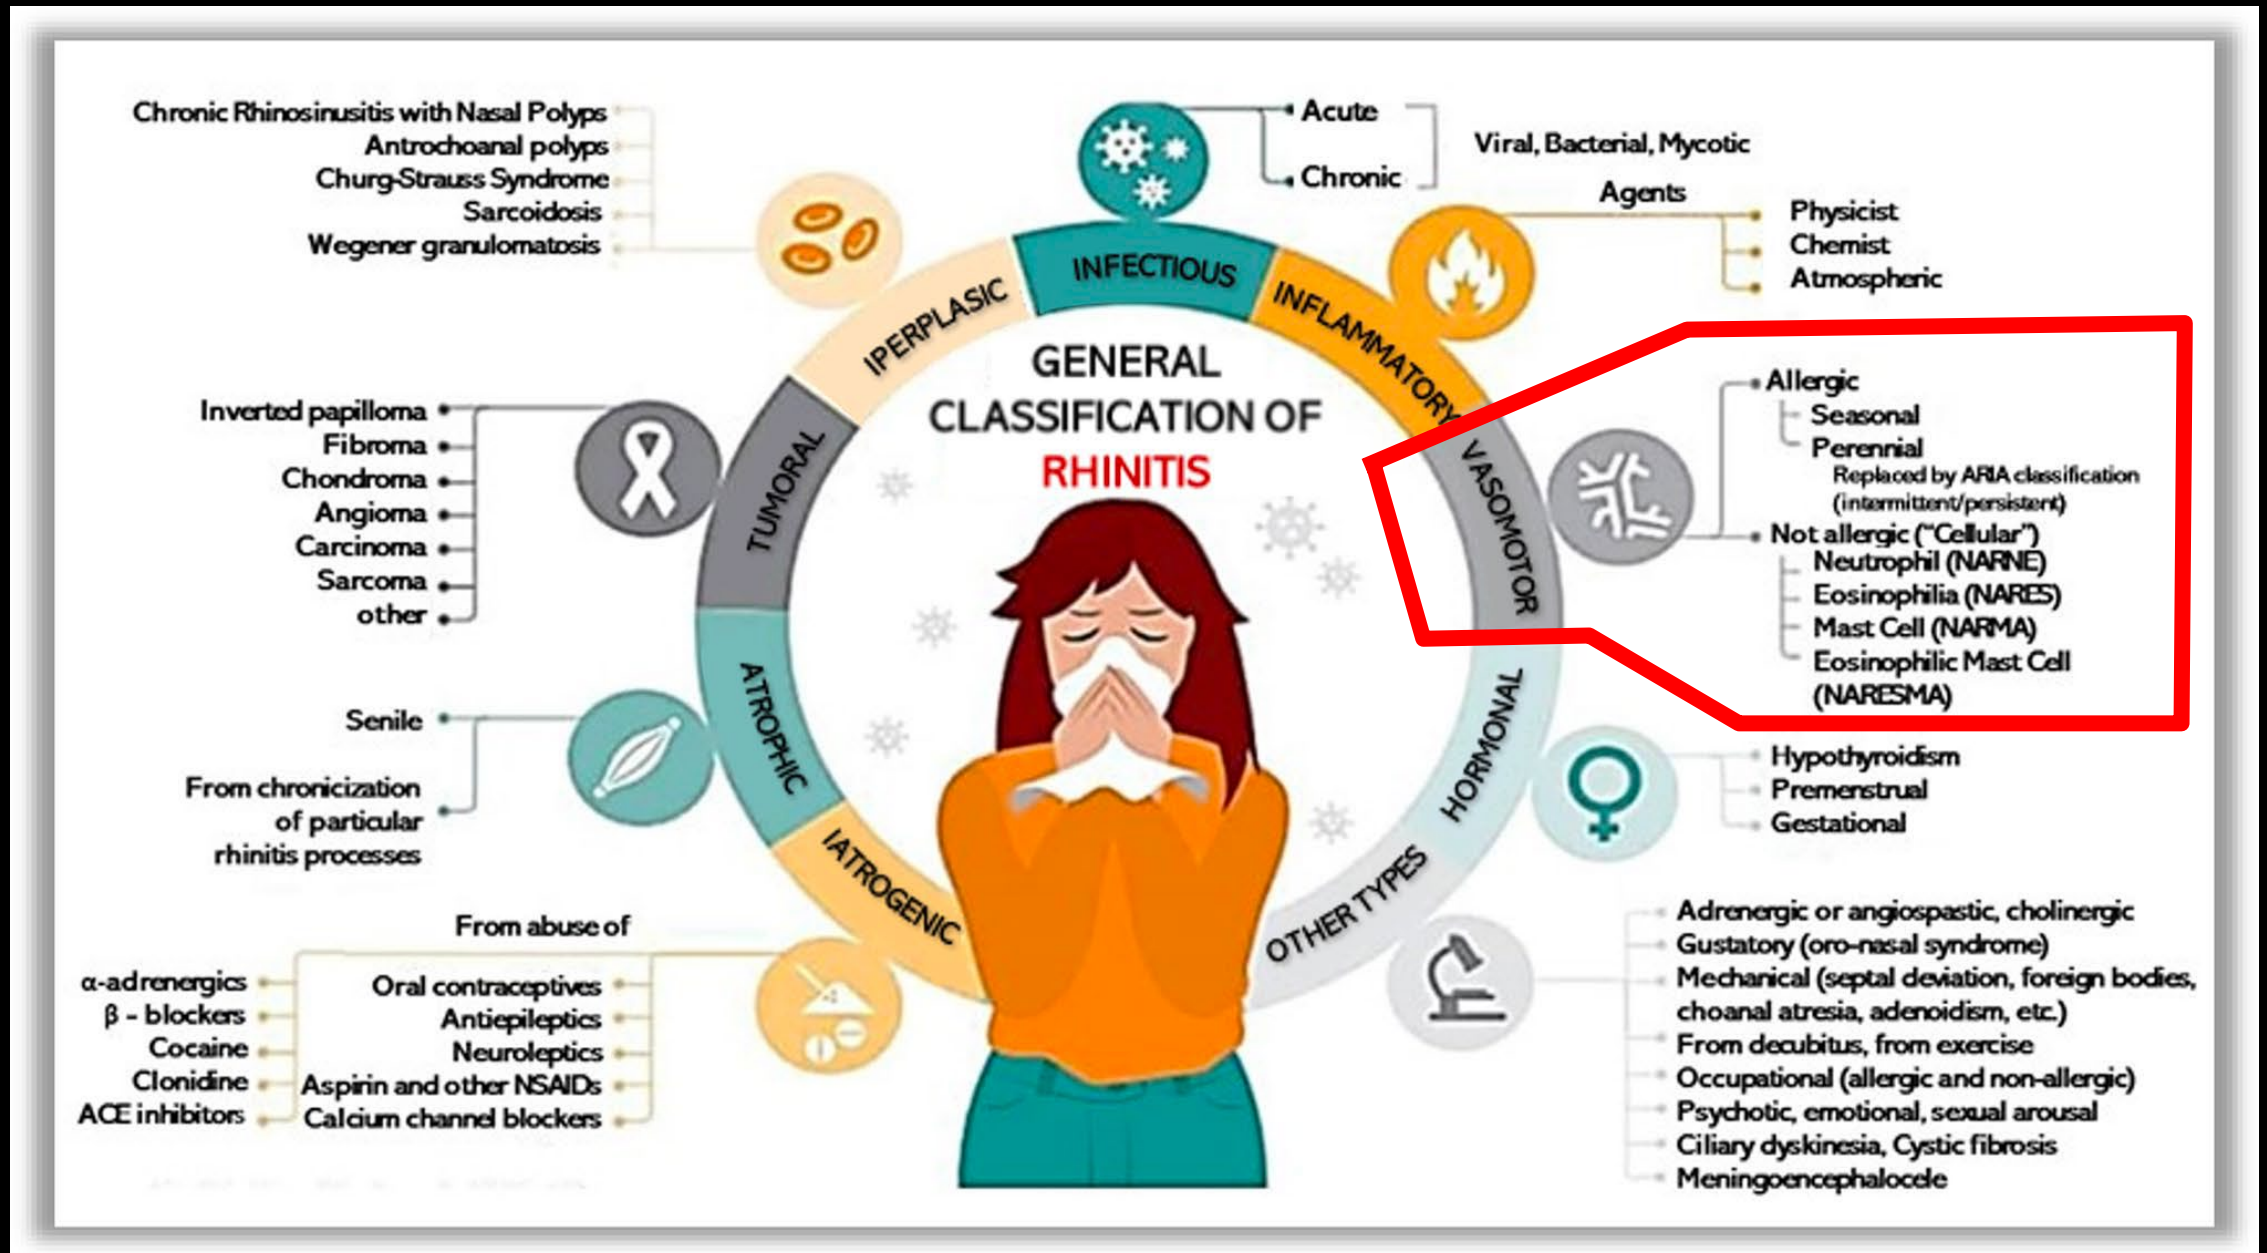 GENERAL
CLASSIFICATION OF
RHINITIS
INFECTIOUS
Acute
Chronic
Viral, Bacterial, Mycotic
INFLAMMATORY
Agents
Physicist
Chemist
Atmospheric
VASOMOTOR
Allergic
Seasonal
Perennial
Replaced by ARIA classification
(intermittent/persistent)
Not allergic ("Cellular")
Neutrophil (NARNE)
Eosinophilia (NARES)
Mast Cell (NARMA)
Eosinophilic Mast Cell
(NARESMA)
HORMONAL
Hypothyroidism
Premenstrual
Gestational
OTHER TYPES
Adrenergic or angiospastic, cholinergic
Gustatory (oro-nasal syndrome)
Mechanical (septal deviation, foreign bodies,
choanal atresia, adenoidism, etc.)
From decubitus, from exercise
Occupational (allergic and non-allergic)
Psychotic, emotional, sexual arousal
Ciliary dyskinesia, Cystic fibrosis
Meningoencephalocele
IATROGENIC
From abuse of
α-adrenergics
β - blockers
Cocaine
Clonidine
ACE inhibitors
Oral contraceptives
Antiepileptics
Neuroleptics
Aspirin and other NSAIDs
Calcium channel blockers
ATROPHIC
Senile
From chronicization
of particular
rhinitis processes
TUMORAL
Inverted papilloma
Fibroma
Chondroma
Angioma
Carcinoma
Sarcoma
other
IPERPLASIC
Chronic Rhinosinusitis with Nasal Polyps
Antrochoanal polyps
Churg-Strauss Syndrome
Sarcoidosis
Wegener granulomatosis